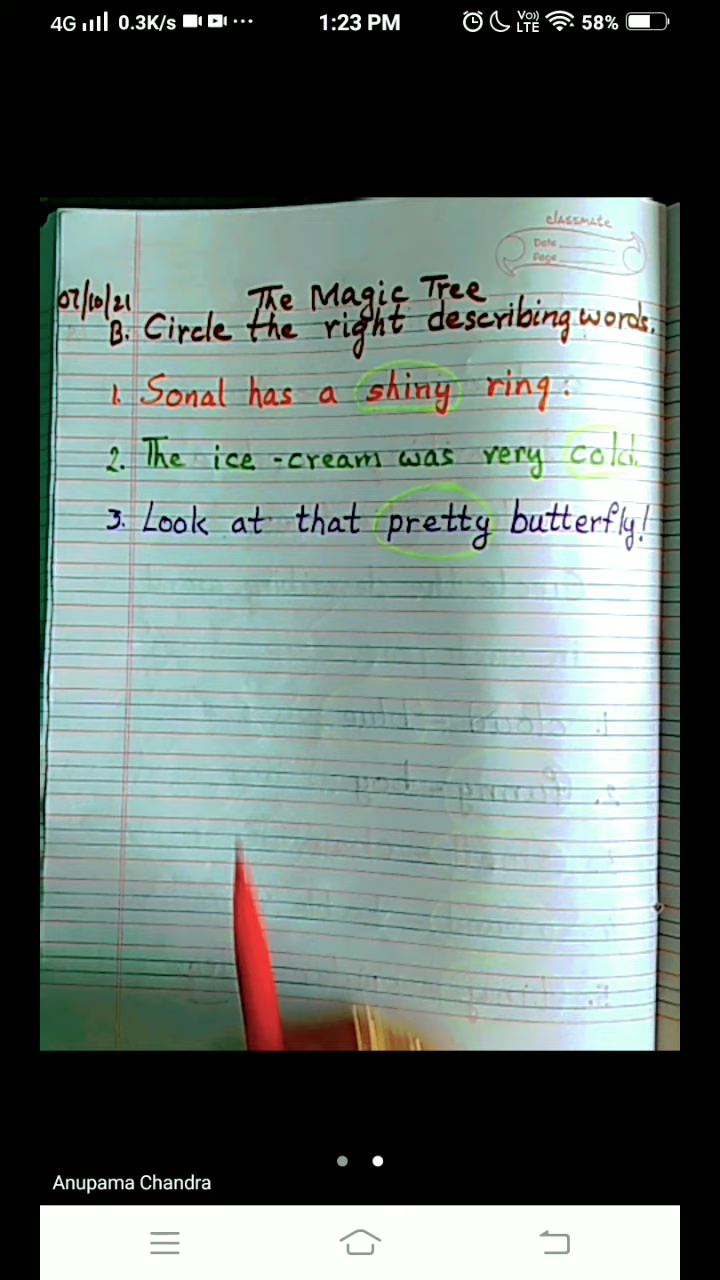 4G 0.3K/s ... 1:23 PM Vo) LTE 58%
classmate
Date
Page
07/10/21 The Magic Tree
B. Circle the right describing words.
1. Sonal has a shiny ring.
2. The ice-cream was very cold.
3. Look at that pretty butterfly!
Anupama Chandra